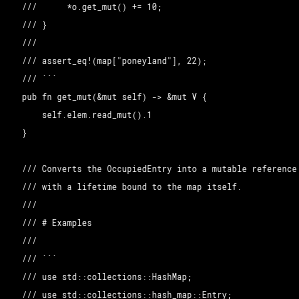 ///      *o.get_mut() += 10;
/// }
///
/// assert_eq!(map["poneyland"], 22);
/// ```
pub fn get_mut(&mut self) -> &mut V {
    self.elem.read_mut().1
}

/// Converts the OccupiedEntry into a mutable reference
/// with a lifetime bound to the map itself.
///
/// # Examples
///
/// ```
/// use std::collections::HashMap;
/// use std::collections::hash_map::Entry;